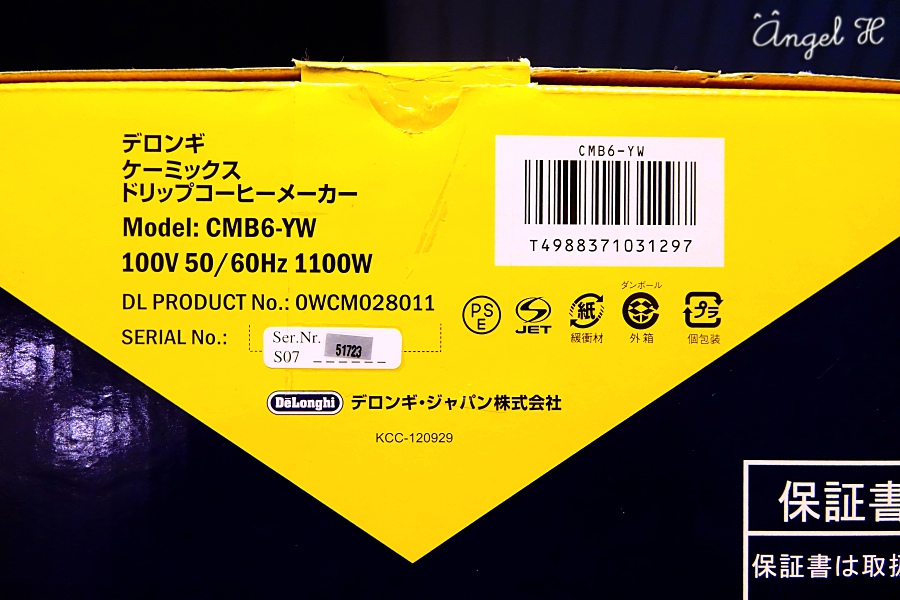 Ângel H
デロンギ
ケーミックス
ドリップコーヒーメーカー
Model: CMB6-YW
100V 50/60Hz 1100W
DL PRODUCT No.: 0WCM028011
SERIAL No.:
Ser.Nr.
S07
51723
CMB6-YW
T4988371031297
PS
E
JET
紙
緩衝材
ダンボール
外箱
プラ
個包装
DeLonghi デロンギ・ジャパン株式会社
KCC-120929
保証書
保証書は取扱